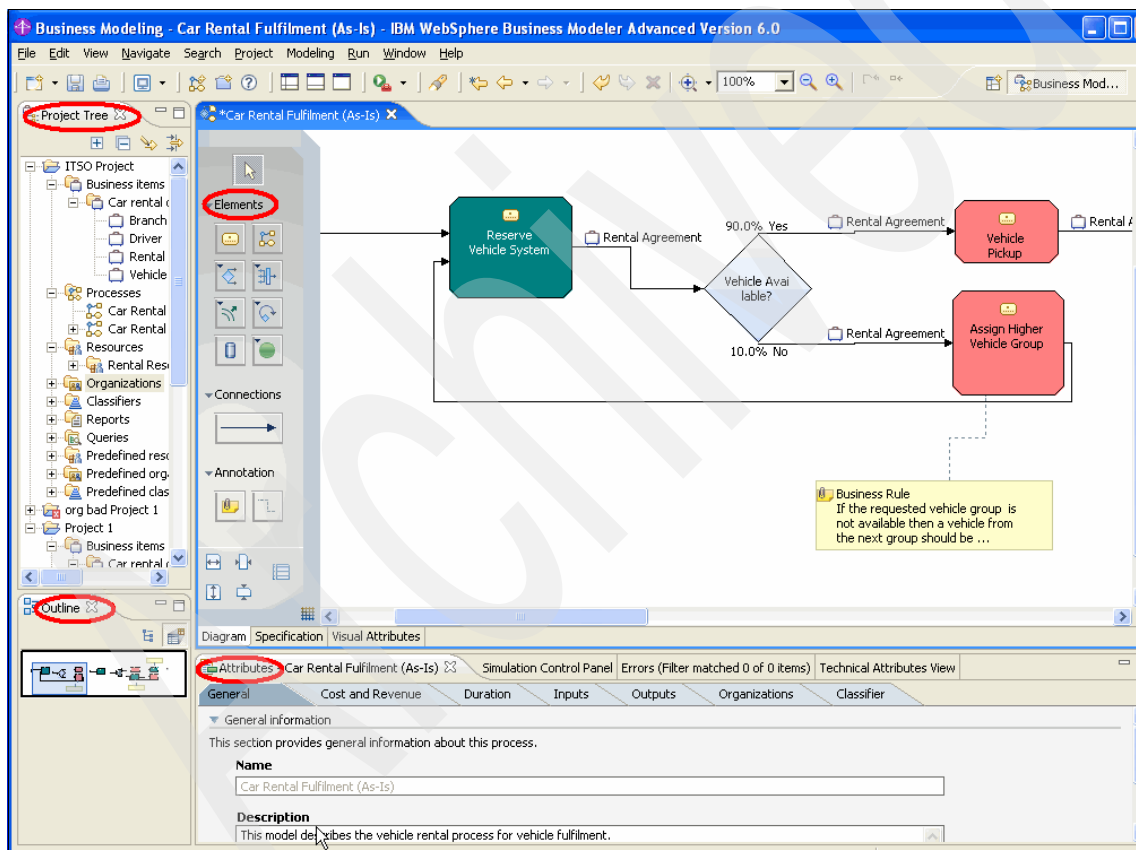 Business Modeling - Car Rental Fulfilment (As-Is) - IBM WebSphere Business Modeler Advanced Version 6.0
File Edit View Navigate Search Project Modeling Run Window Help
100%
Business Mod...
Project Tree
ITSO Project
Business items
Car rental
Branch
Driver
Rental
Vehicle
Processes
Car Rental
Car Rental
Resources
Rental Res
Organizations
Classifiers
Reports
Queries
Predefined reso
Predefined org
Predefined clas
org bad Project 1
Project 1
Business items
Car rental
Outline
*Car Rental Fulfilment (As-Is)
Elements
Connections
Annotation
Reserve
Vehicle System
Rental Agreement
90.0% Yes
Vehicle Avai
lable?
10.0% No
Rental Agreement
Vehicle
Pickup
Rental A
Rental Agreement
Assign Higher
Vehicle Group
Business Rule
If the requested vehicle group is
not available then a vehicle from
the next group should be ...
Diagram Specification Visual Attributes
Attributes - Car Rental Fulfilment (As-Is) Simulation Control Panel Errors (Filter matched 0 of 0 items) Technical Attributes View
General Cost and Revenue Duration Inputs Outputs Organizations Classifier
General information
This section provides general information about this process.
Name
Car Rental Fulfilment (As-Is)
Description
This model describes the vehicle rental process for vehicle fulfilment.